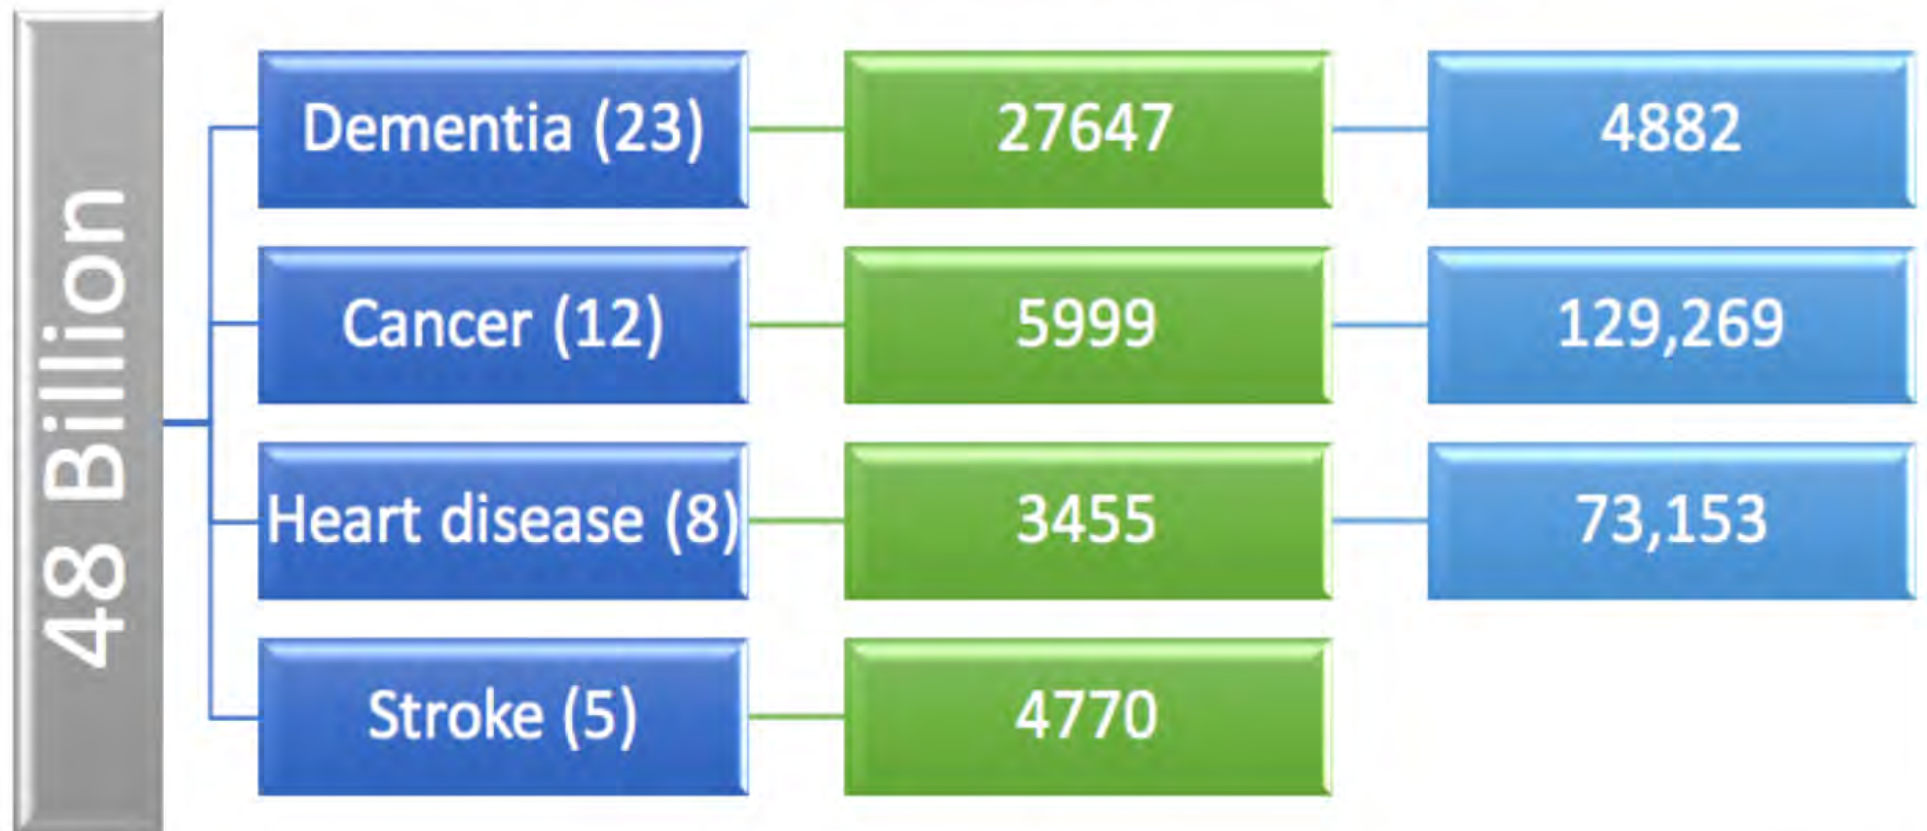 48 Billion
Dementia (23)
27647
4882
Cancer (12)
5999
129,269
Heart disease (8)
3455
73,153
Stroke (5)
4770